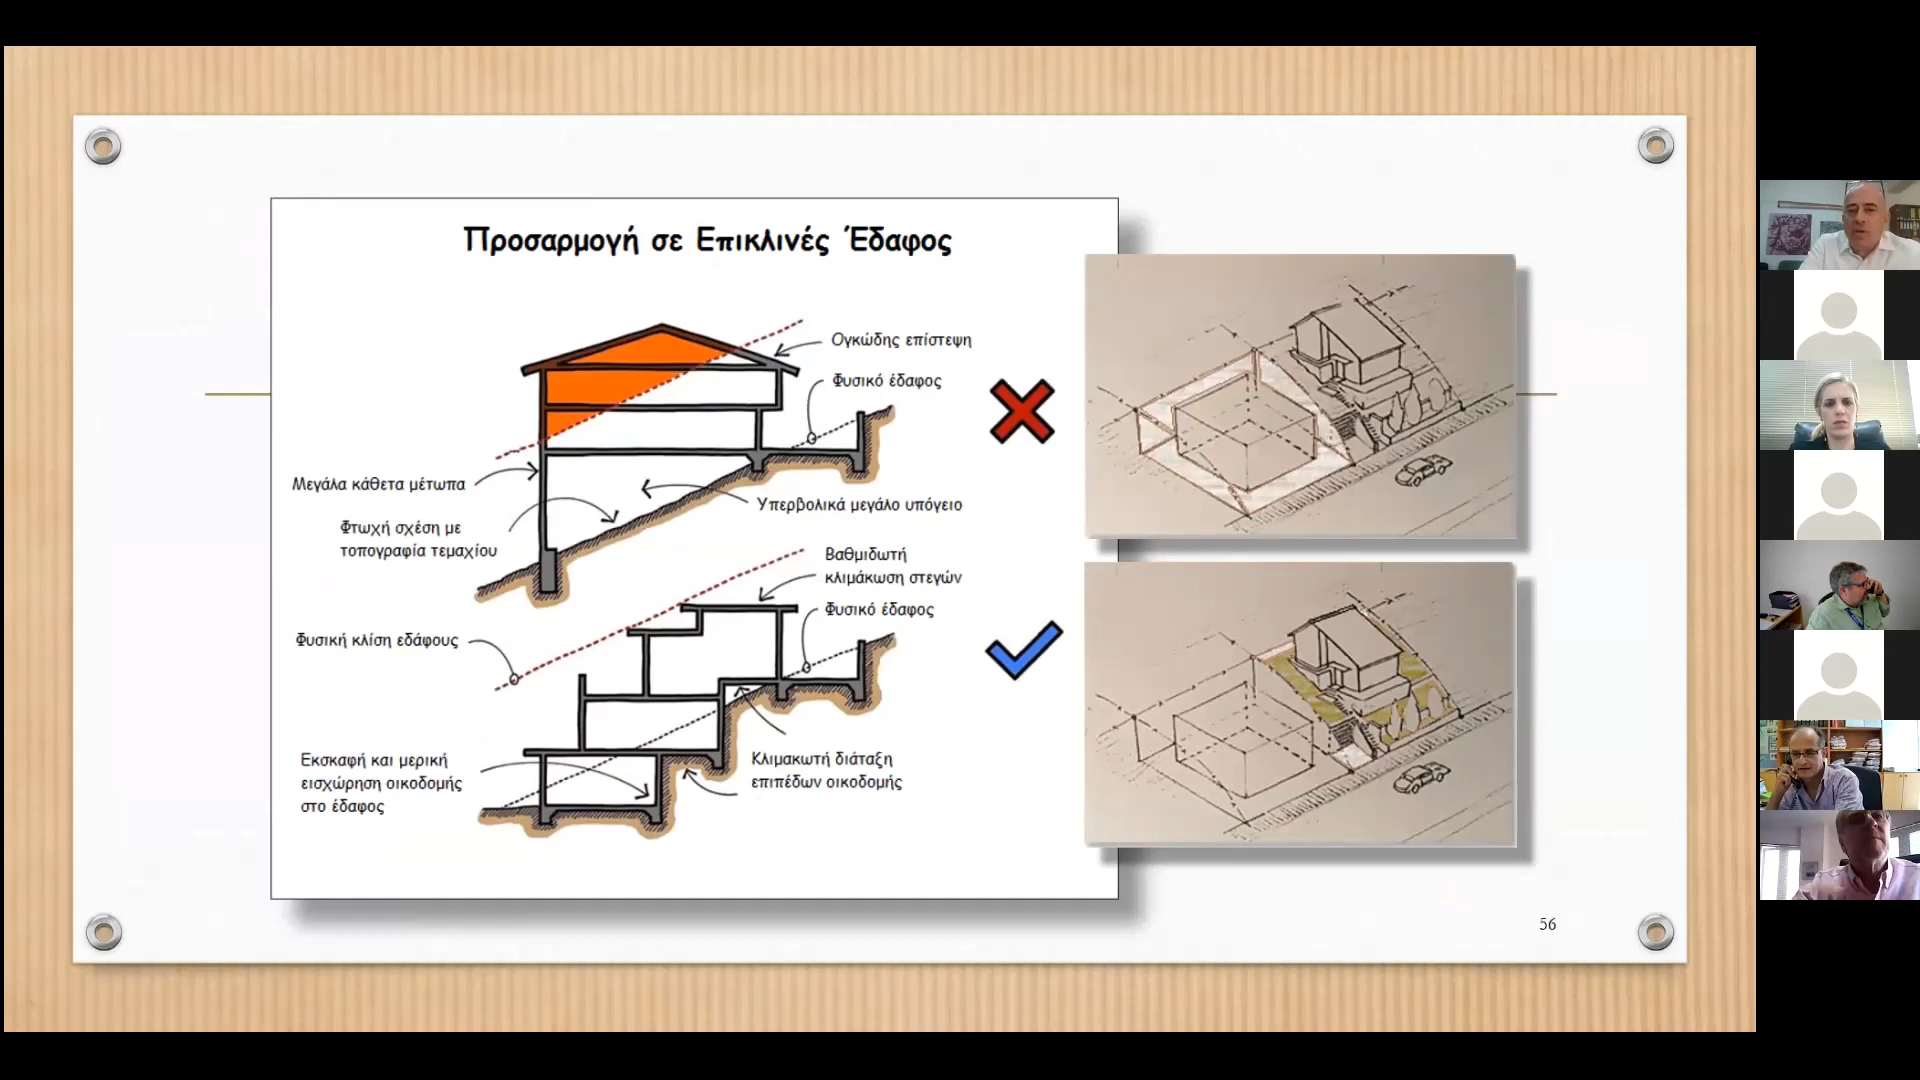 Προσαρμογή σε Επικλινές Έδαφος
Ογκώδης επίστεψη
Φυσικό έδαφος
Μεγάλα κάθετα μέτωπα
Υπερβολικά μεγάλο υπόγειο
Φτωχή σχέση με
τοπογραφία τεμαχίου
Βαθμιδωτή
κλιμάκωση στεγών
Φυσικό έδαφος
Φυσική κλίση εδάφους
Εκσκαφή και μερική
εισχώρηση οικοδομής
στο έδαφος
Κλιμακωτή διάταξη
επιπέδων οικοδομής
56